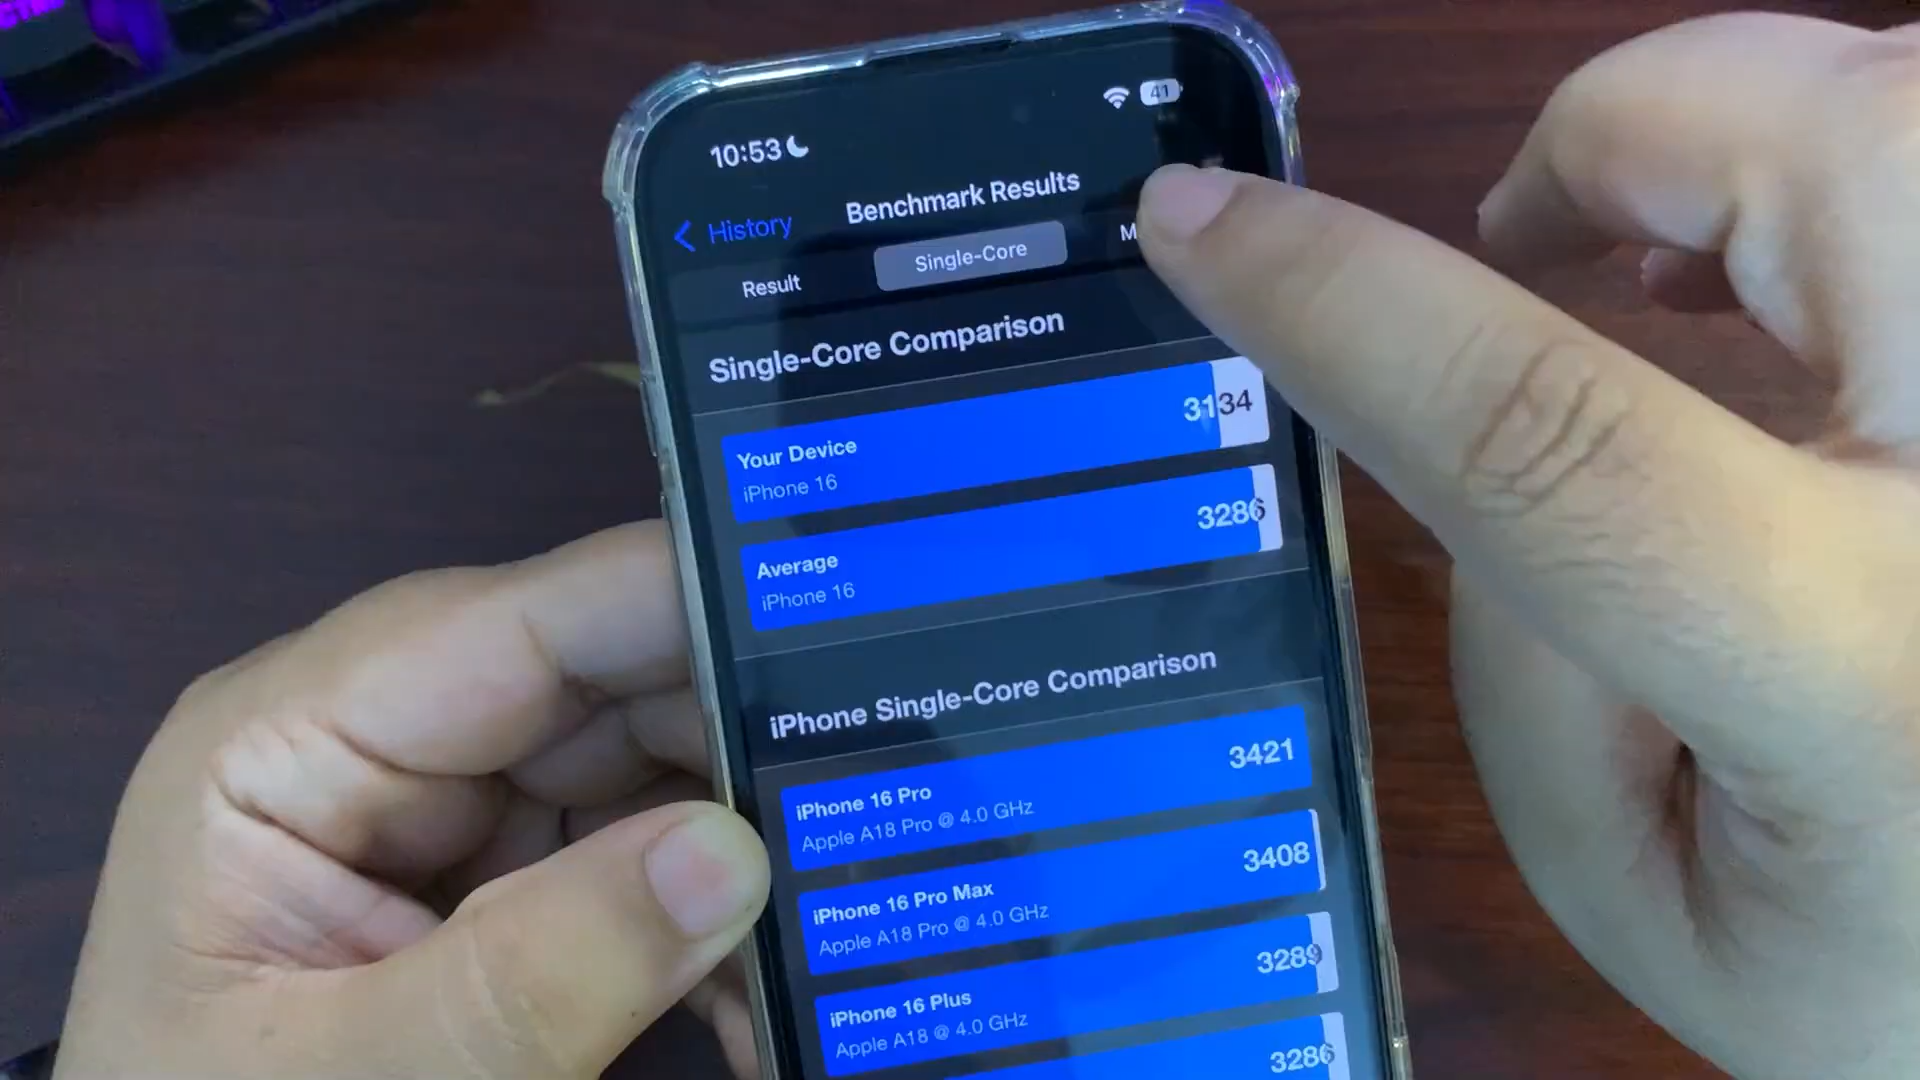 10:53
41
History
Benchmark Results
Result
Single-Core
Single-Core Comparison
3134
Your Device
iPhone 16
3286
Average
iPhone 16
iPhone Single-Core Comparison
3421
iPhone 16 Pro
Apple A18 Pro @ 4.0 GHz
3408
iPhone 16 Pro Max
Apple A18 Pro @ 4.0 GHz
3289
iPhone 16 Plus
Apple A18 @ 4.0 GHz
3286